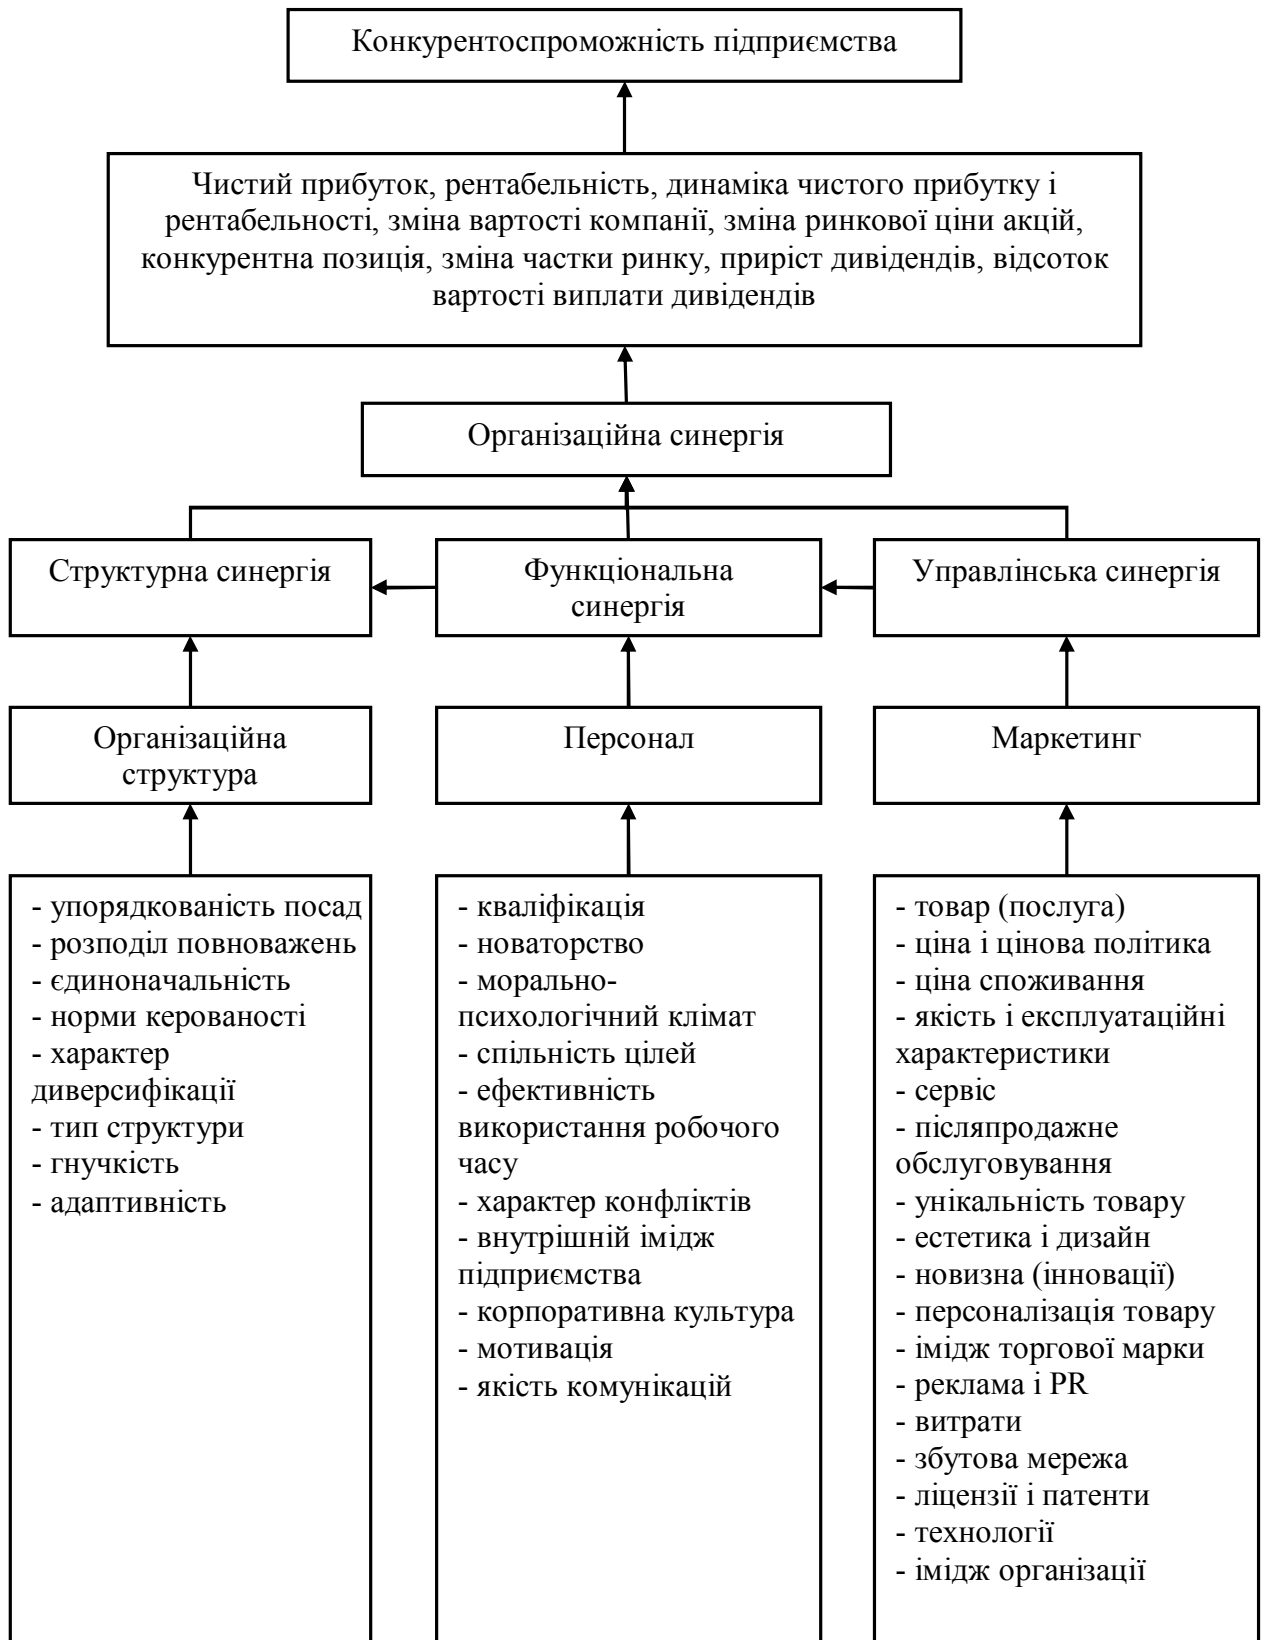 Конкурентоспроможність підприємства
Чистий прибуток, рентабельність, динаміка чистого прибутку і
рентабельності, зміна вартості компанії, зміна ринкової ціни акцій,
конкурентна позиція, зміна частки ринку, приріст дивідендів, відсоток
вартості виплати дивідендів
Організаційна синергія
Структурна синергія
Функціональна
синергія
Управлінська синергія
Організаційна
структура
Персонал
Маркетинг
- упорядкованість посад
- розподіл повноважень
- єдиноначальність
- норми керованості
- характер
диверсифікації
- тип структури
- гнучкість
- адаптивність
- кваліфікація
- новаторство
- морально-
психологічний клімат
- спільність цілей
- ефективність
використання робочого
часу
- характер конфліктів
- внутрішній імідж
підприємства
- корпоративна культура
- мотивація
- якість комунікацій
- товар (послуга)
- ціна і цінова політика
- ціна споживання
- якість і експлуатаційні
характеристики
- сервіс
- післяпродажне
обслуговування
- унікальність товару
- естетика і дизайн
- новизна (інновації)
- персоналізація товару
- імідж торгової марки
- реклама і PR
- витрати
- збутова мережа
- ліцензії і патенти
- технології
- імідж організації